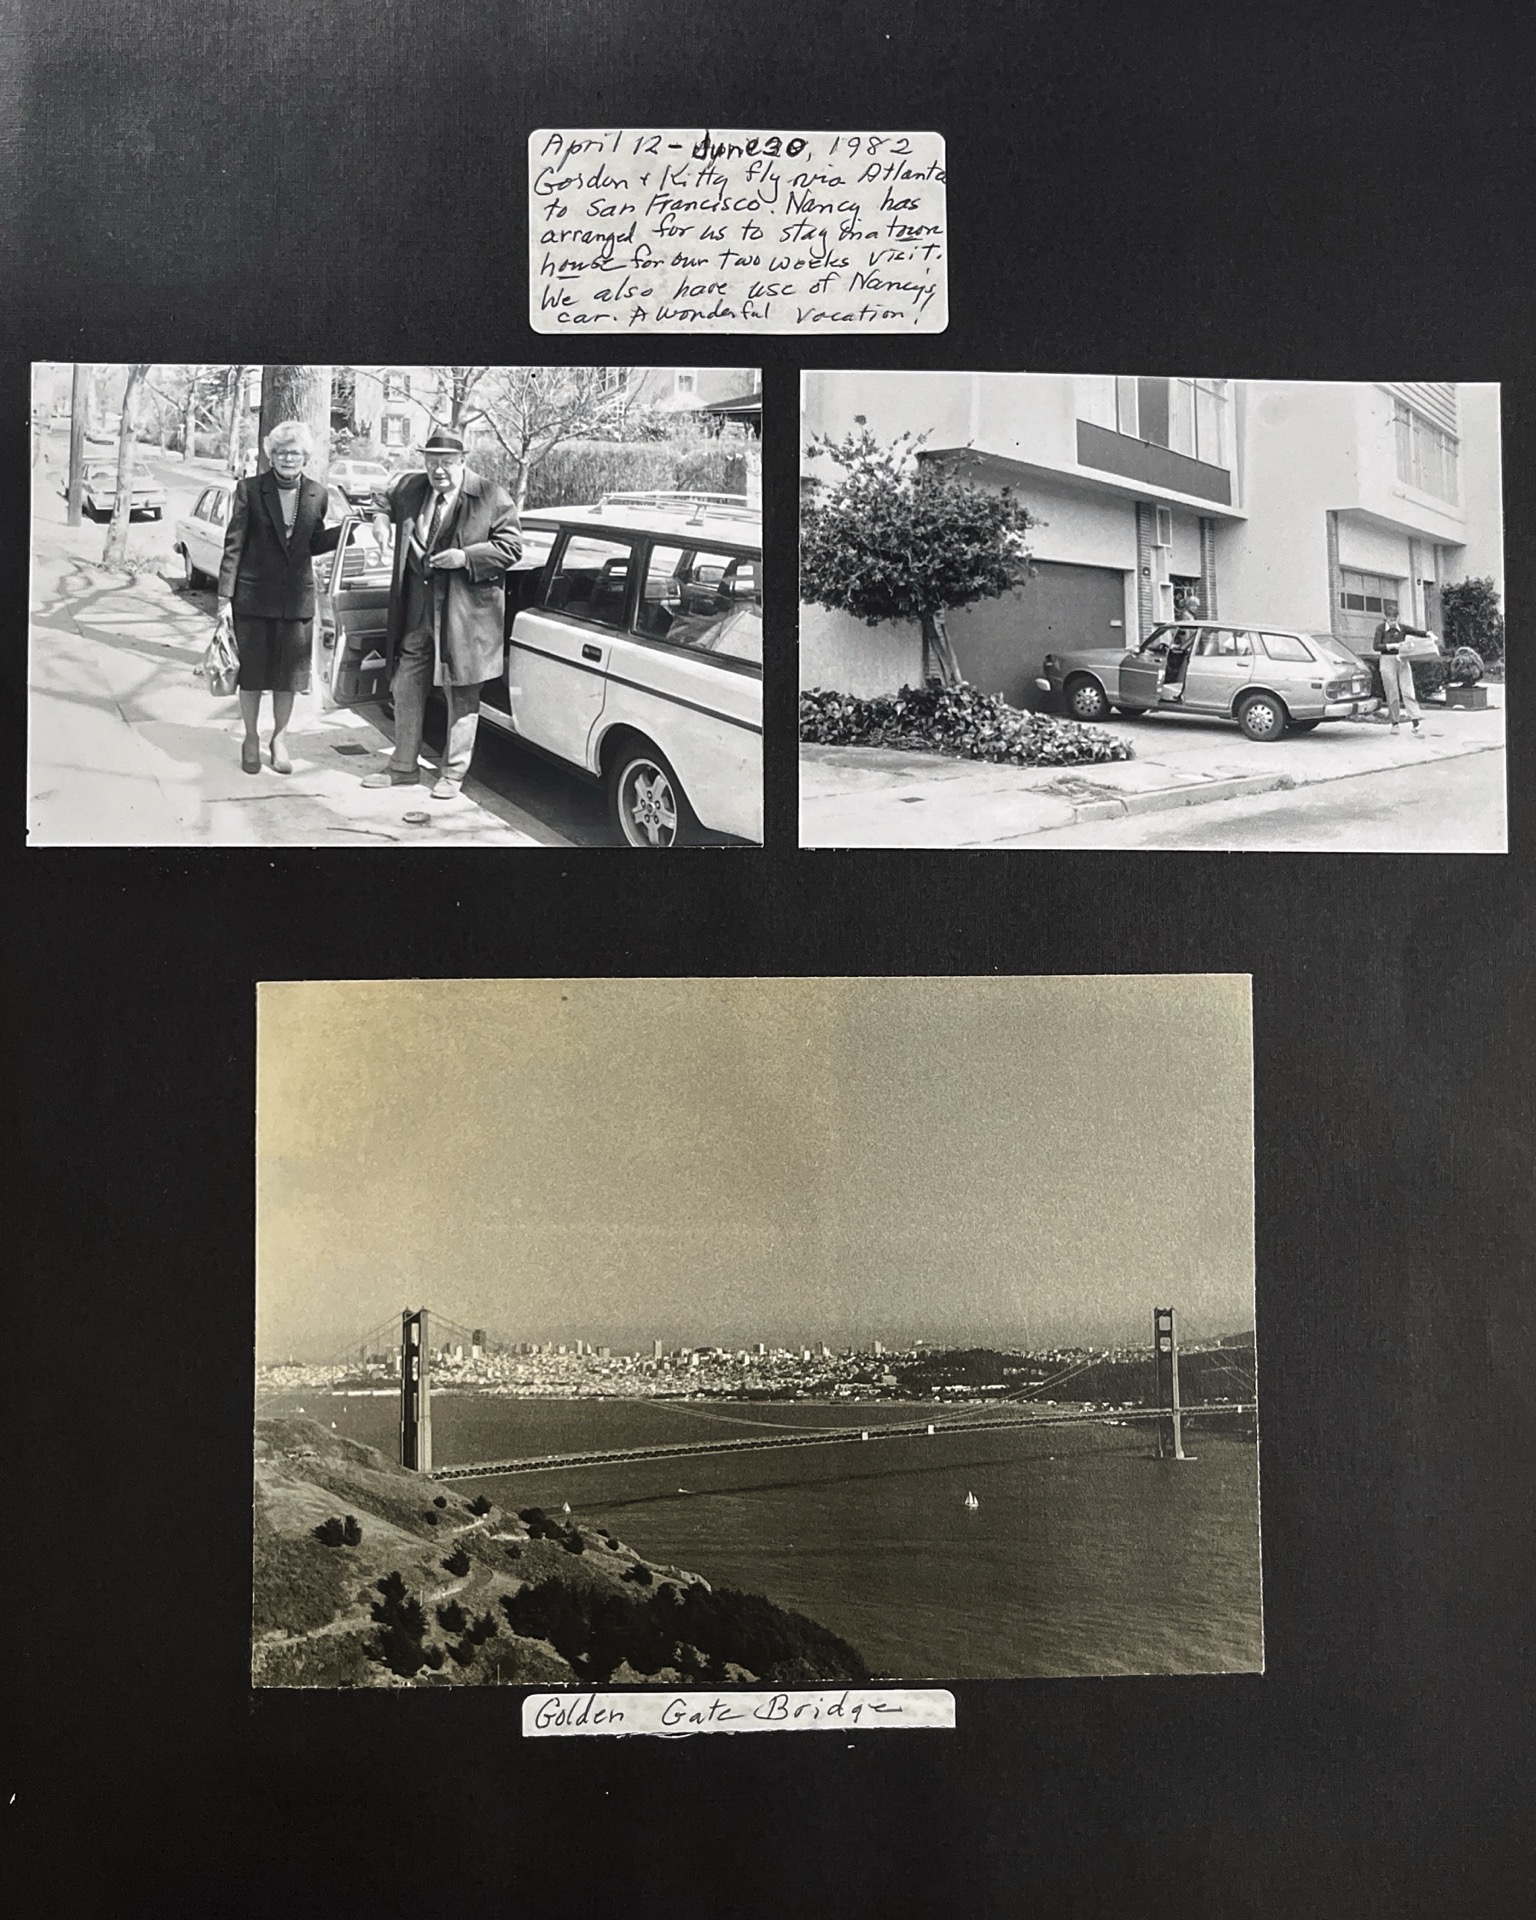 April 12 - June 20, 1982
Gordon + Kitty fly via Atlanta
to San Francisco. Nancy has
arranged for us to stay in a town
house for our two weeks visit.
We also have use of Nancy's
car. A wonderful vacation!
Golden Gate Bridge